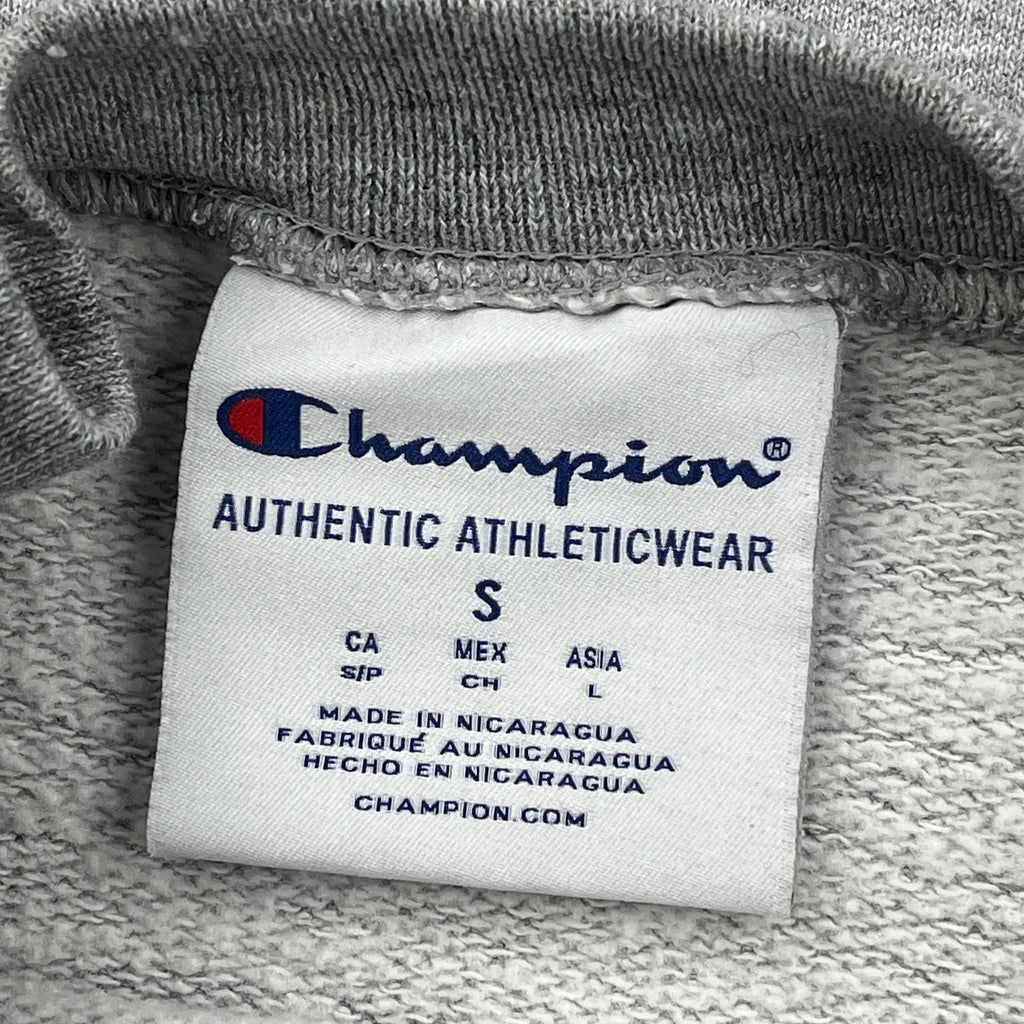 Champion®
AUTHENTIC ATHLETICWEAR
S
CA MEX ASIA
S/P CH L
MADE IN NICARAGUA
FABRIQUÉ AU NICARAGUA
HECHO EN NICARAGUA
CHAMPION.COM